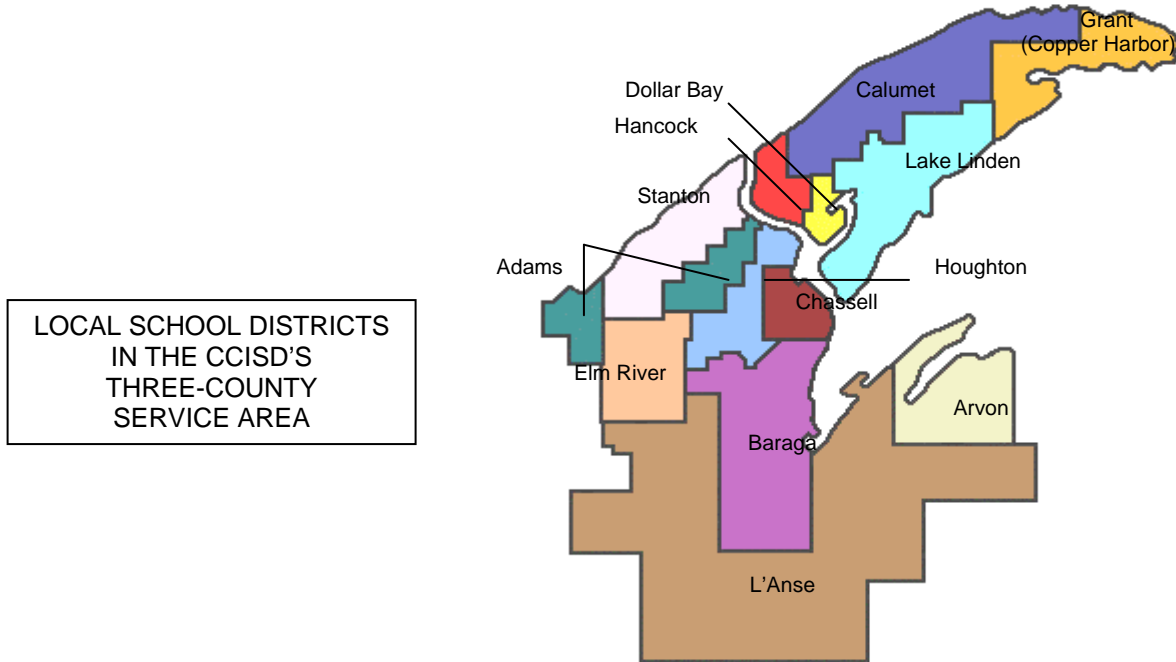 Grant
(Copper Harbor)
Dollar Bay
Calumet
Hancock
Lake Linden
Stanton
Adams
Houghton
Chassell
LOCAL SCHOOL DISTRICTS
IN THE CCISD'S
THREE-COUNTY
SERVICE AREA
Elm River
Arvon
Baraga
L'Anse